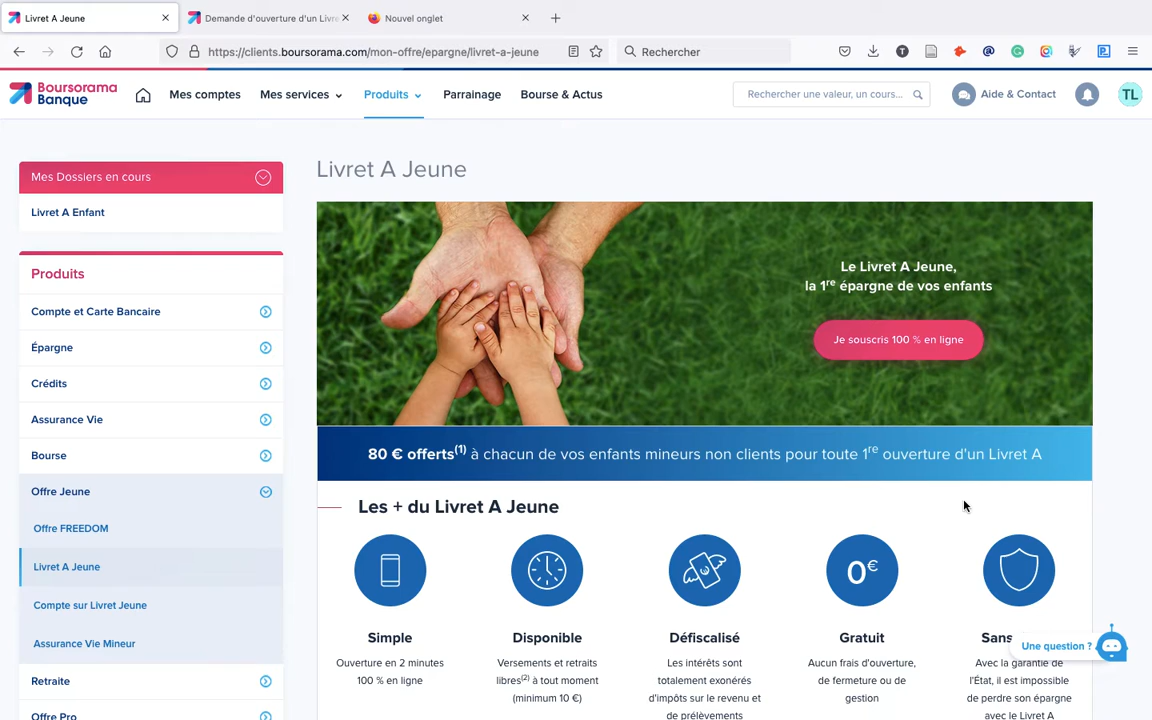 Livret A Jeune
Demande d'ouverture d'un Livre
Nouvel onglet
https://clients.boursorama.com/mon-offre/epargne/livret-a-jeune
Rechercher
Boursorama
Banque
Mes comptes
Mes services
Produits
Parrainage
Bourse & Actus
Rechercher une valeur, un cours...
Aide & Contact
TL
Mes Dossiers en cours
Livret A Enfant
Produits
Compte et Carte Bancaire
Épargne
Crédits
Assurance Vie
Bourse
Offre Jeune
Offre FREEDOM
Livret A Jeune
Compte sur Livret Jeune
Assurance Vie Mineur
Retraite
Offre Pro
Livret A Jeune
Le Livret A Jeune,
la 1re épargne de vos enfants
Je souscris 100 % en ligne
80 € offerts(1) à chacun de vos enfants mineurs non clients pour toute 1re ouverture d'un Livret A
Les + du Livret A Jeune
0€
Simple
Ouverture en 2 minutes
100 % en ligne
Disponible
Versements et retraits
libres(2) à tout moment
(minimum 10 €)
Défiscalisé
Les intérêts sont
totalement exonérés
d'impôts sur le revenu et
de prélèvements
Gratuit
Aucun frais d'ouverture,
de fermeture ou de
gestion
Sans
Avec la garantie de
l'État, il est impossible
de perdre son épargne
avec le Livret A
Une question ?